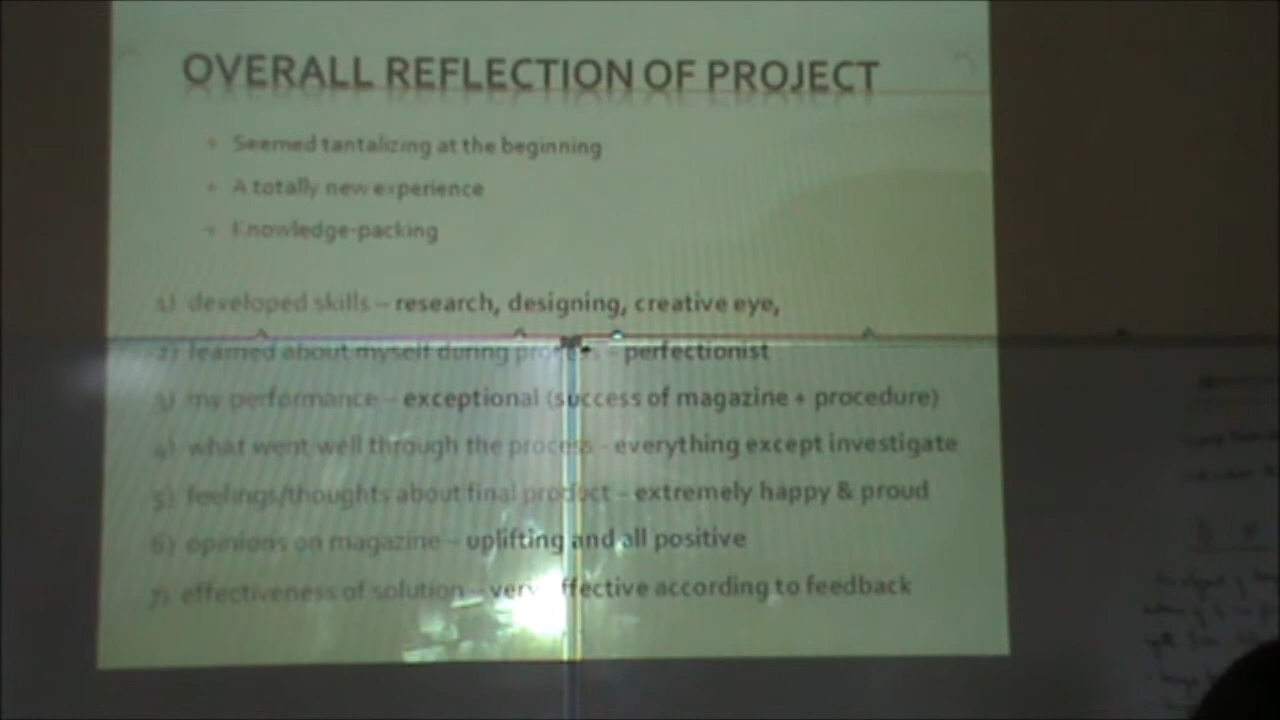 OVERALL REFLECTION OF PROJECT
Seemed tantalizing at the beginning
A totally new experience
Knowledge-packing
1) developed skills – research, designing, creative eye,
2) learned about myself during process – perfectionist
3) my performance – exceptional (success of magazine + procedure)
4) what went well through the process - everything except investigate
5) feelings/thoughts about final product – extremely happy & proud
6) opinions on magazine – uplifting and all positive
7) effectiveness of solution – very effective according to feedback